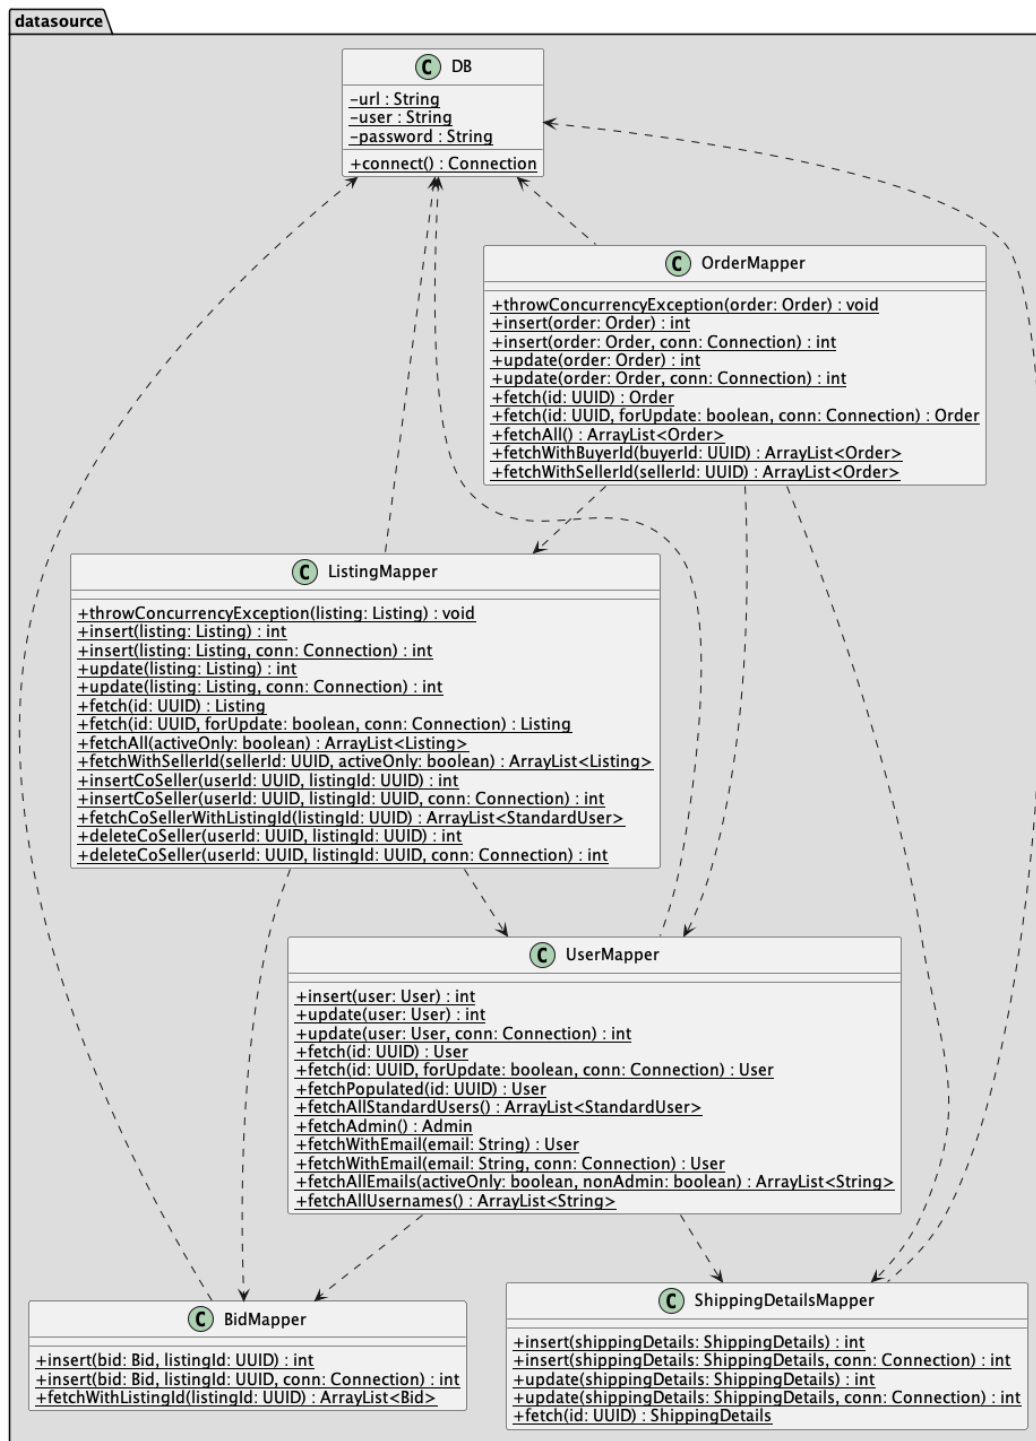 datasource
C DB
-url : String
-user : String
-password : String
+connect() : Connection
C OrderMapper
+throwConcurrencyException(order: Order) : void
+insert(order: Order) : int
+insert(order: Order, conn: Connection) : int
+update(order: Order) : int
+update(order: Order, conn: Connection) : int
+fetch(id: UUID) : Order
+fetch(id: UUID, forUpdate: boolean, conn: Connection) : Order
+fetchAll() : ArrayList<Order>
+fetchWithBuyerId(buyerId: UUID) : ArrayList<Order>
+fetchWithSellerId(sellerId: UUID) : ArrayList<Order>
C ListingMapper
+throwConcurrencyException(listing: Listing) : void
+insert(listing: Listing) : int
+insert(listing: Listing, conn: Connection) : int
+update(listing: Listing) : int
+update(listing: Listing, conn: Connection) : int
+fetch(id: UUID) : Listing
+fetch(id: UUID, forUpdate: boolean, conn: Connection) : Listing
+fetchAll(activeOnly: boolean) : ArrayList<Listing>
+fetchWithSellerId(sellerId: UUID, activeOnly: boolean) : ArrayList<Listing>
+insertCoSeller(userId: UUID, listingId: UUID) : int
+insertCoSeller(userId: UUID, listingId: UUID, conn: Connection) : int
+fetchCoSellerWithListingId(listingId: UUID) : ArrayList<StandardUser>
+deleteCoSeller(userId: UUID, listingId: UUID) : int
+deleteCoSeller(userId: UUID, listingId: UUID, conn: Connection) : int
C UserMapper
+insert(user: User) : int
+update(user: User) : int
+update(user: User, conn: Connection) : int
+fetch(id: UUID) : User
+fetch(id: UUID, forUpdate: boolean, conn: Connection) : User
+fetchPopulated(id: UUID) : User
+fetchAllStandardUsers() : ArrayList<StandardUser>
+fetchAdmin() : Admin
+fetchWithEmail(email: String) : User
+fetchWithEmail(email: String, conn: Connection) : User
+fetchAllEmails(activeOnly: boolean, nonAdmin: boolean) : ArrayList<String>
+fetchAllUsernames() : ArrayList<String>
C BidMapper
+insert(bid: Bid, listingId: UUID) : int
+insert(bid: Bid, listingId: UUID, conn: Connection) : int
+fetchWithListingId(listingId: UUID) : ArrayList<Bid>
C ShippingDetailsMapper
+insert(shippingDetails: ShippingDetails) : int
+insert(shippingDetails: ShippingDetails, conn: Connection) : int
+update(shippingDetails: ShippingDetails) : int
+update(shippingDetails: ShippingDetails, conn: Connection) : int
+fetch(id: UUID) : ShippingDetails